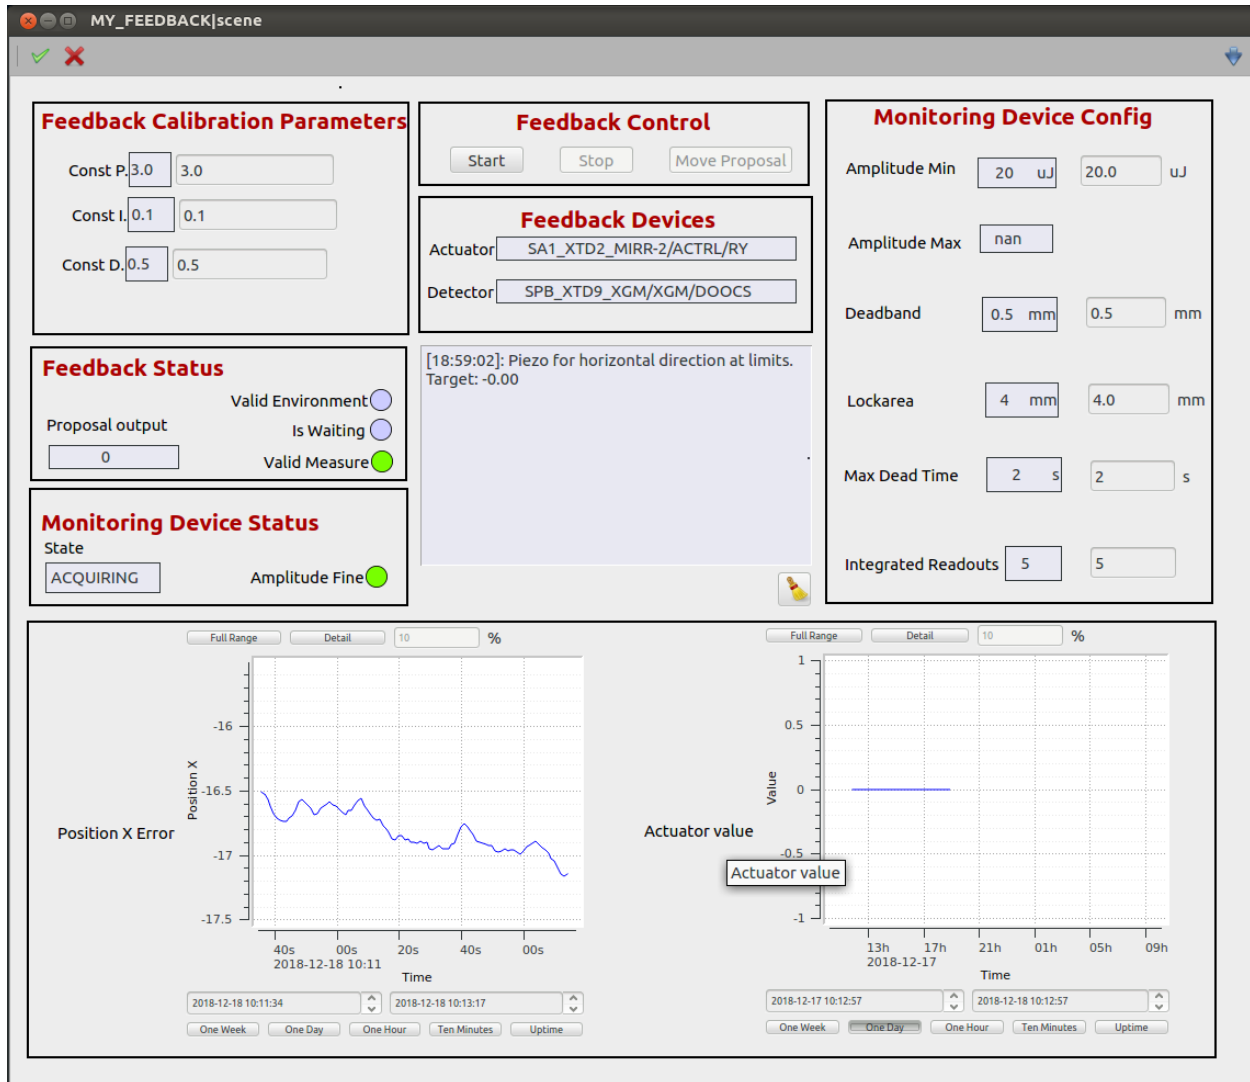 MY_FEEDBACK|scene
Feedback Calibration Parameters
Const P. 3.0 3.0
Const I. 0.1 0.1
Const D. 0.5 0.5
Feedback Control
Start Stop Move Proposal
Feedback Devices
Actuator SA1_XTD2_MIRR-2/ACTRL/RY
Detector SPB_XTD9_XGM/XGM/DOOCS
Monitoring Device Config
Amplitude Min 20 uJ 20.0 uJ
Amplitude Max nan
Deadband 0.5 mm 0.5 mm
Lockarea 4 mm 4.0 mm
Max Dead Time 2 s 2 s
Integrated Readouts 5 5
Feedback Status
Valid Environment
Proposal output
Is Waiting
0
Valid Measure
[18:59:02]: Piezo for horizontal direction at limits.
Target: -0.00
Monitoring Device Status
State
ACQUIRING
Amplitude Fine
Full Range Detail 10 %
-16
-16.5
-17
-17.5
Position X
Position X Error
40s 00s 20s 40s 00s
2018-12-18 10:11
Time
2018-12-18 10:11:34 2018-12-18 10:13:17
One Week One Day One Hour Ten Minutes Uptime
Full Range Detail 10 %
1
0.5
0
-0.5
-1
Value
Actuator value
Actuator value
13h 17h 21h 01h 05h 09h
2018-12-17
Time
2018-12-17 10:12:57 2018-12-18 10:12:57
One Week One Day One Hour Ten Minutes Uptime